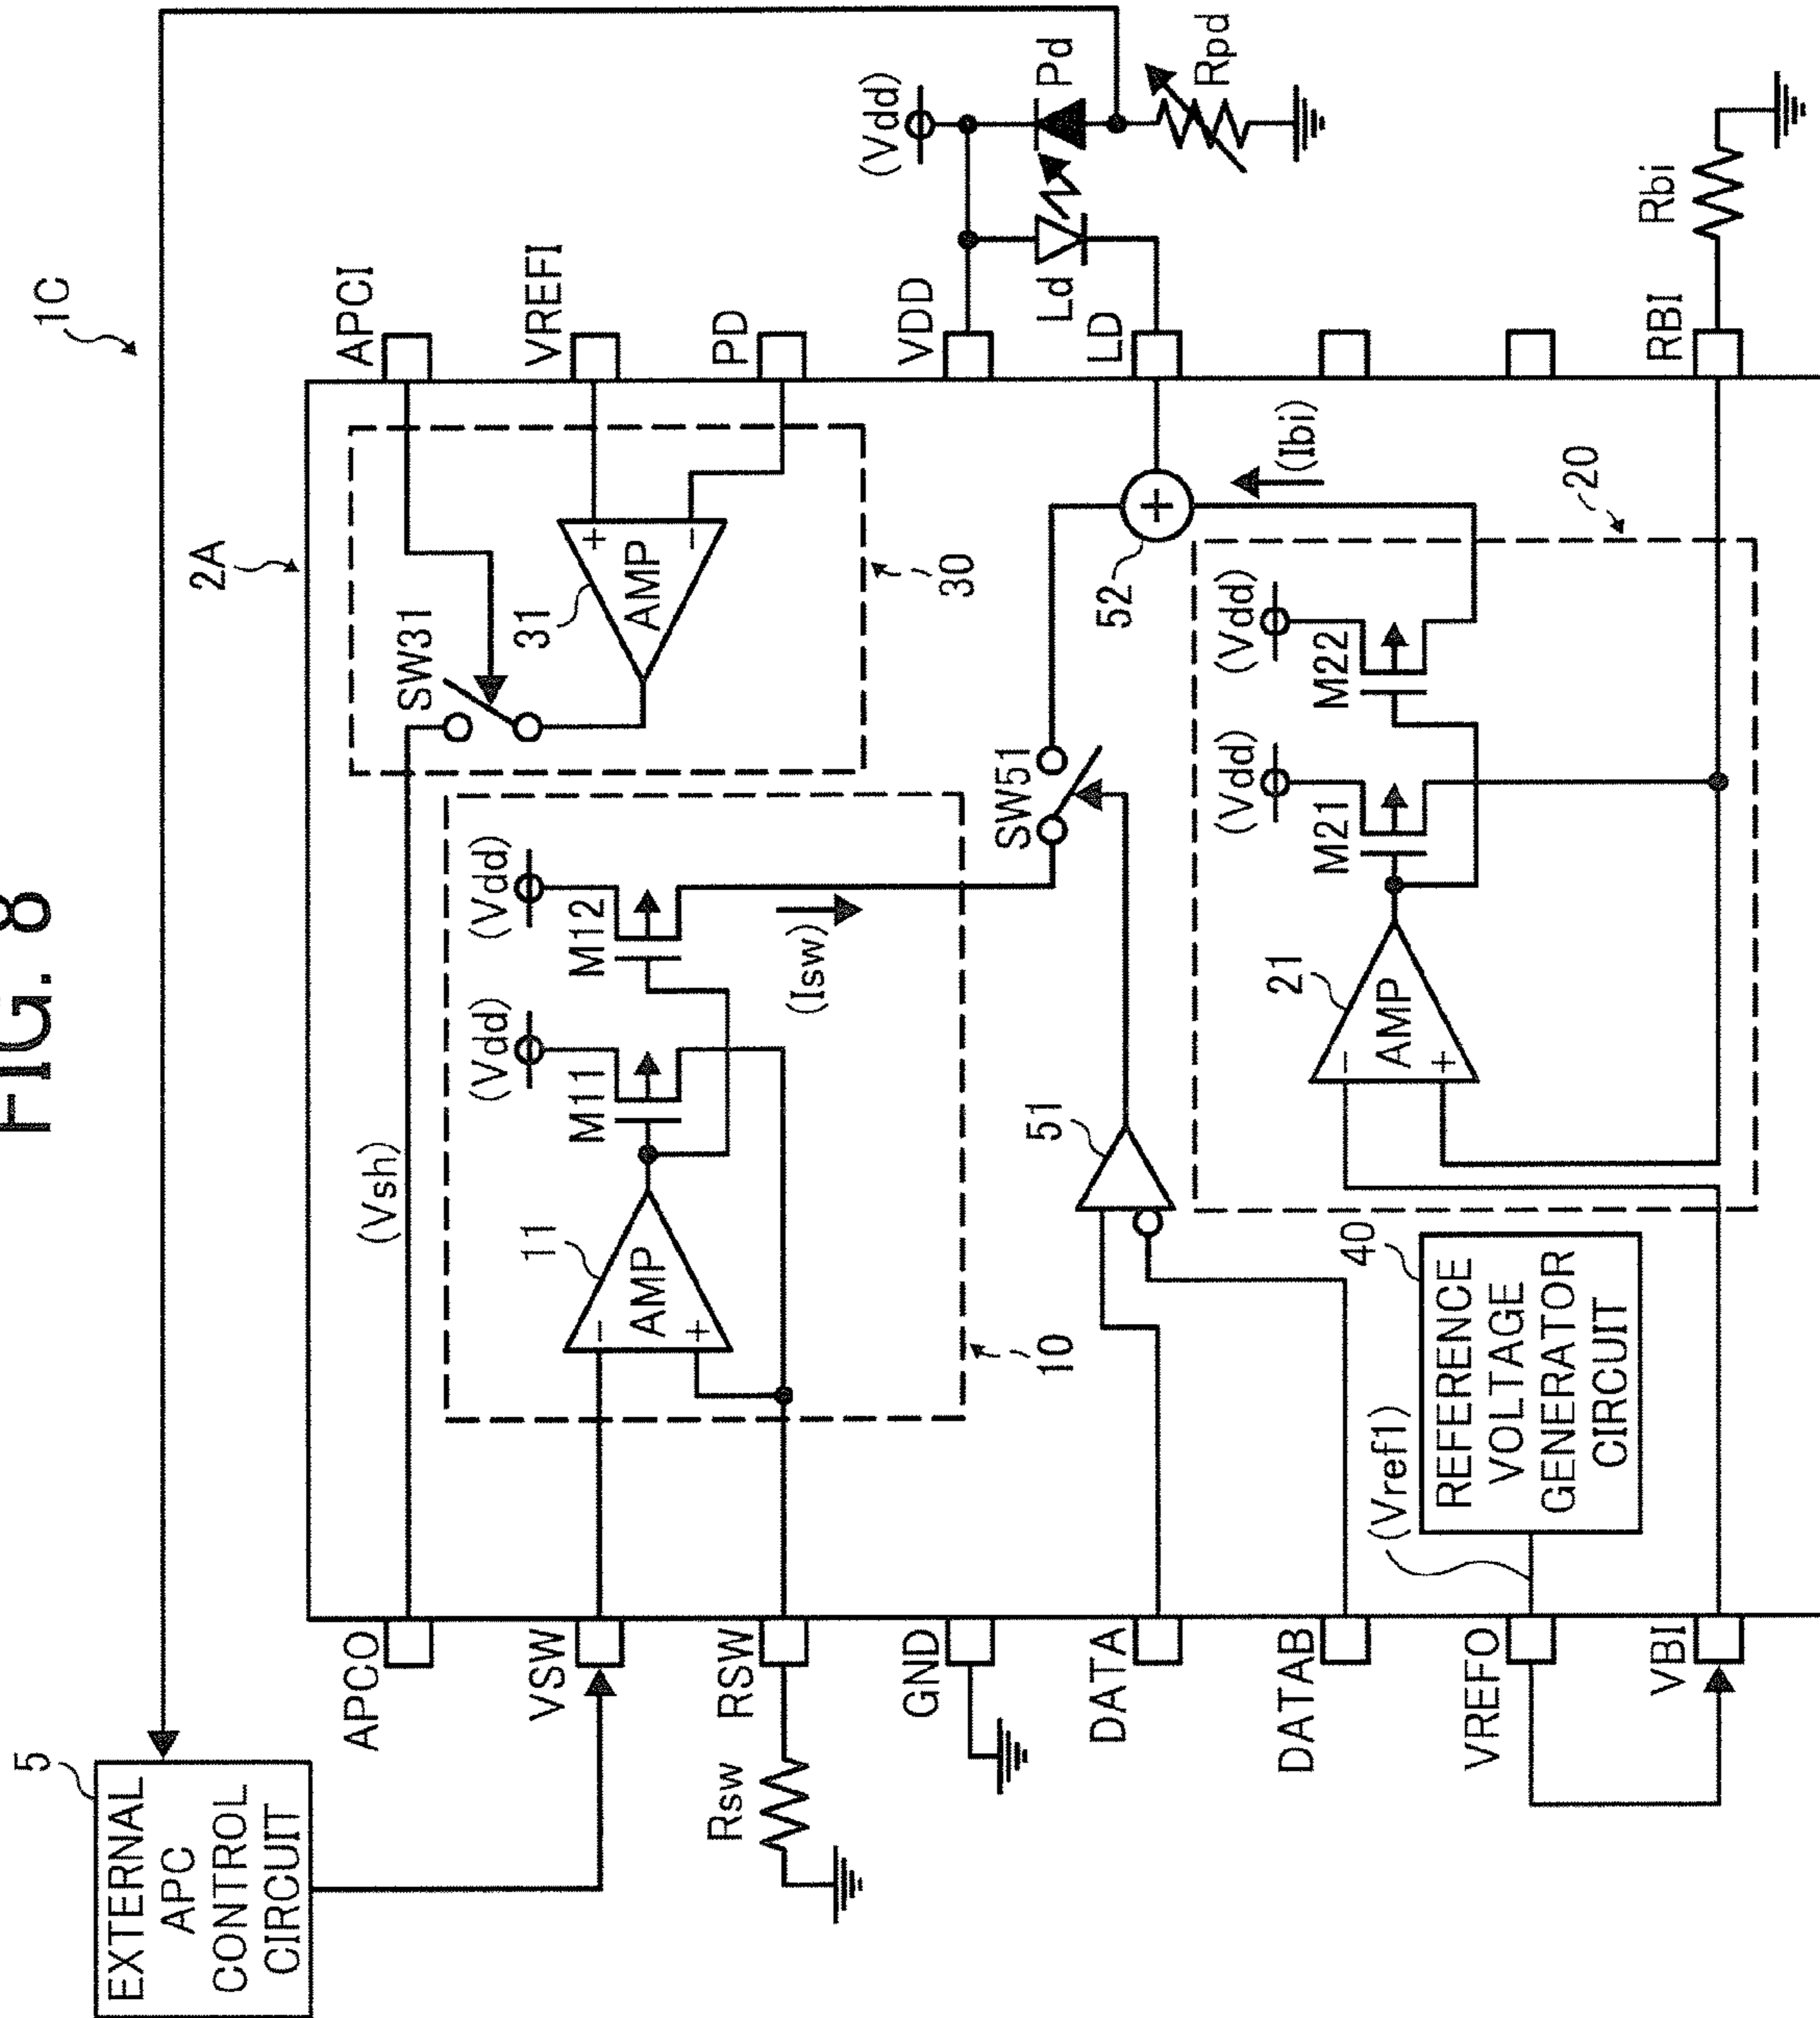 FIG. 8
1C
5
EXTERNAL
APC
CONTROL
CIRCUIT
2A
APCO
VSW
RSW
Rsw
GND
DATA
DATAB
VREFO
VBI
(Vsh)
SW31
31
AMP
+
-
30
APCI
VREFI
PD
VDD
LD
RBI
(Vdd)
Ld
Pd
Rpd
Rbi
11
AMP
-
+
M11
(Vdd)
M12
(Vdd)
(Isw)
10
51
SW51
52
+
(Ibi)
20
21
AMP
-
+
M21
(Vdd)
M22
(Vdd)
40
REFERENCE
VOLTAGE
GENERATOR
CIRCUIT
(Vref1)